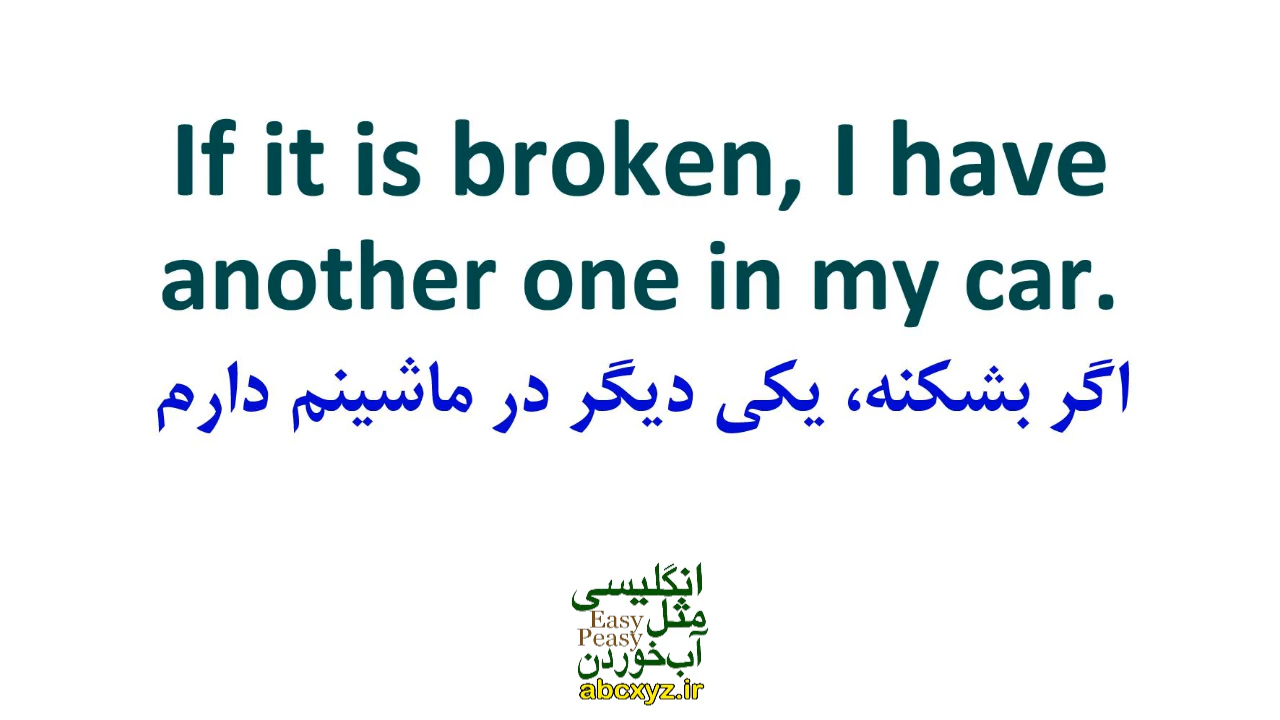 If it is broken, I have
another one in my car.
اگر بشکنه، یکی دیگر در ماشینم دارم
انگلیسی
مثل
Easy
Peasy
آب‌خوردن
abcxyz.ir